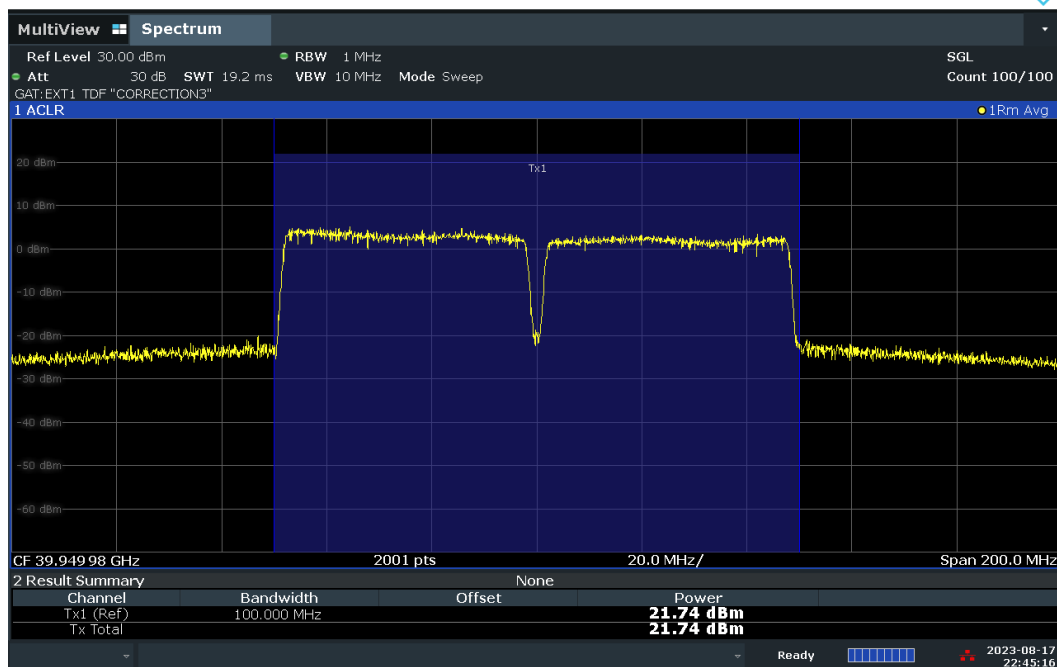 MultiView Spectrum
Ref Level 30.00 dBm RBW 1 MHz SGL
Att 30 dB SWT 19.2 ms VBW 10 MHz Mode Sweep Count 100/100
GAT:EXT1 TDF "CORRECTION3"
1 ACLR 1Rm Avg
Tx1
20 dBm
10 dBm
0 dBm
-10 dBm
-20 dBm
-30 dBm
-40 dBm
-50 dBm
-60 dBm
CF 39.94998 GHz 2001 pts 20.0 MHz/ Span 200.0 MHz
2 Result Summary None
Channel Bandwidth Offset Power
Tx1 (Ref) 100.000 MHz 21.74 dBm
Tx Total 21.74 dBm
Ready 2023-08-17
22:45:16